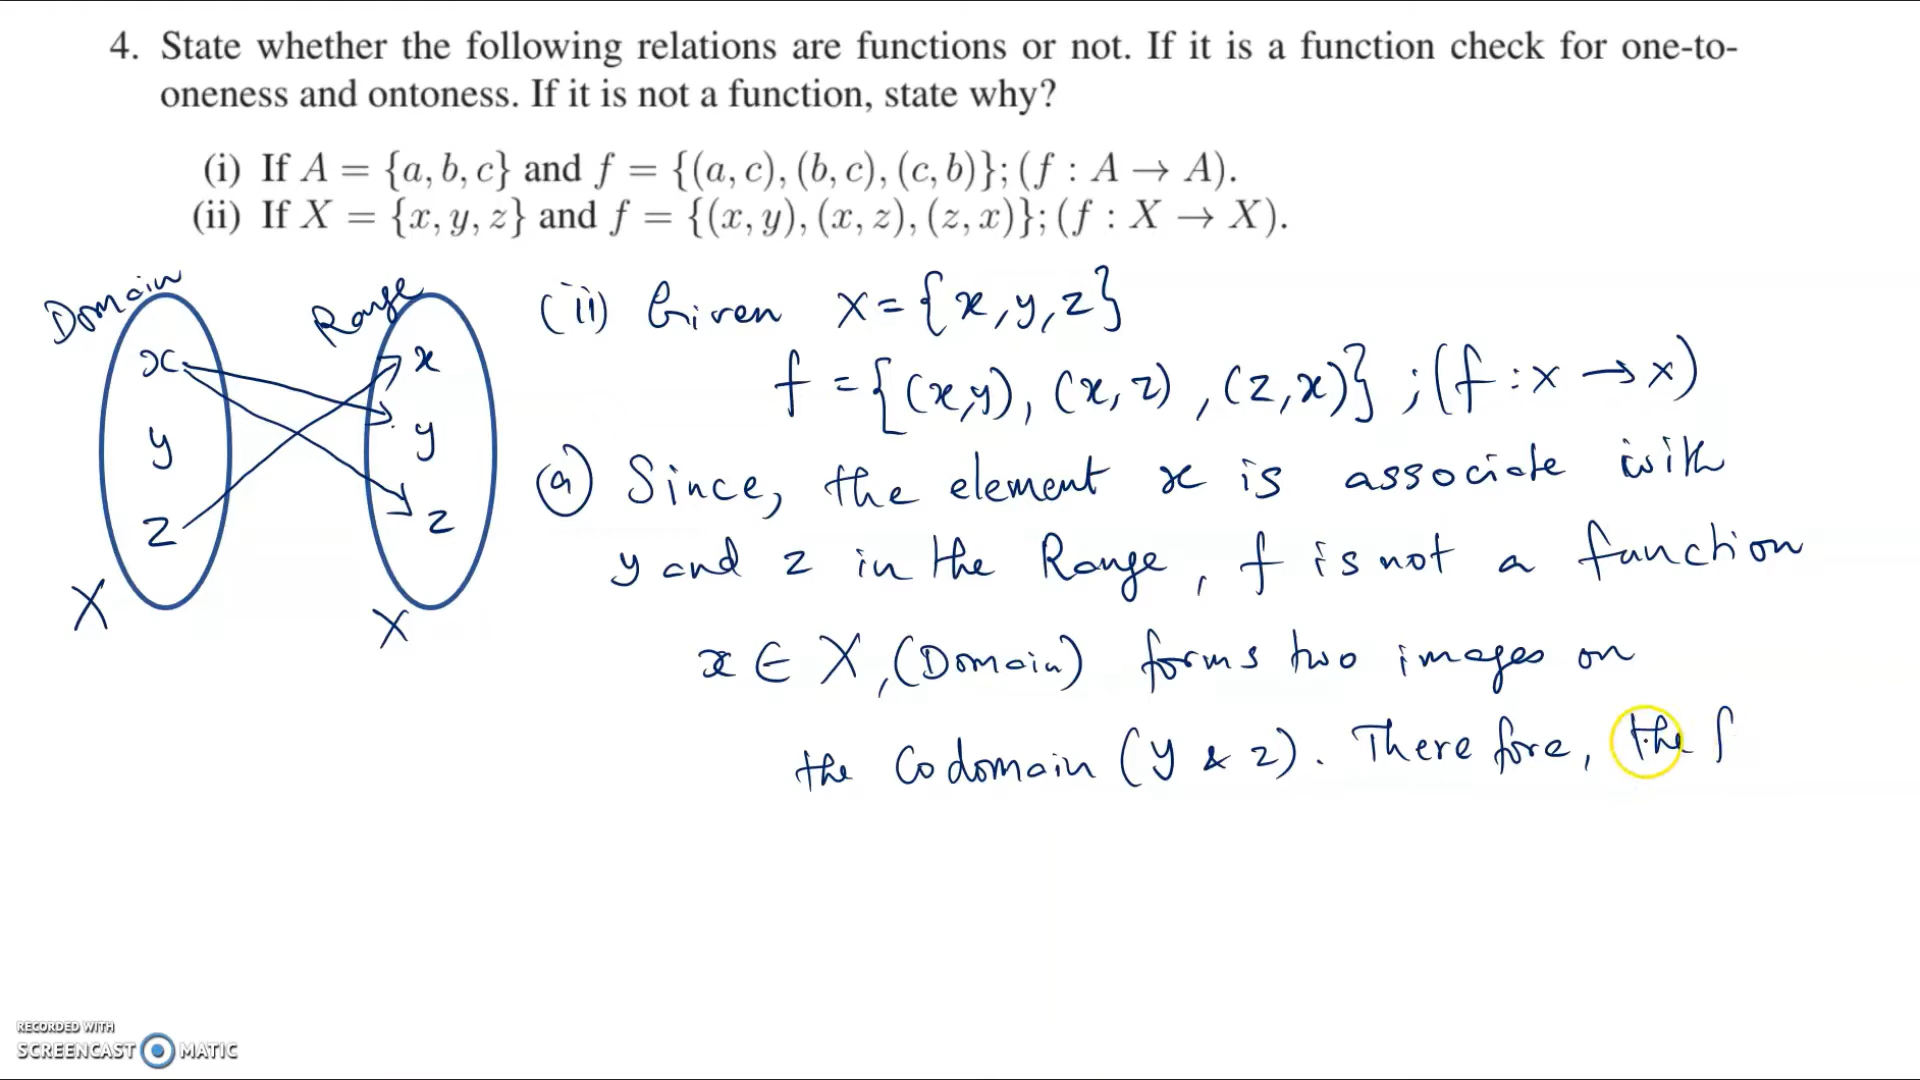 4. State whether the following relations are functions or not. If it is a function check for one-to-
oneness and ontoness. If it is not a function, state why?
(i) If A = {a, b, c} and f = {(a, c), (b, c), (c, b)}; (f : A → A).
(ii) If X = {x, y, z} and f = {(x, y), (x, z), (z, x)}; (f : X → X).
Domain
Range
x
y
z
X
x
y
z
X
(ii) Given X = {x, y, z}
f = {(x,y), (x, z), (z, x)} ; (f : x → x)
(a) Since, the element x is associate with
y and z in the Range, f is not a function
x ∈ X, (Domain) forms two images on
the Codomain (y & z). Therefore, the
RECORDED WITH
SCREENCAST MATIC